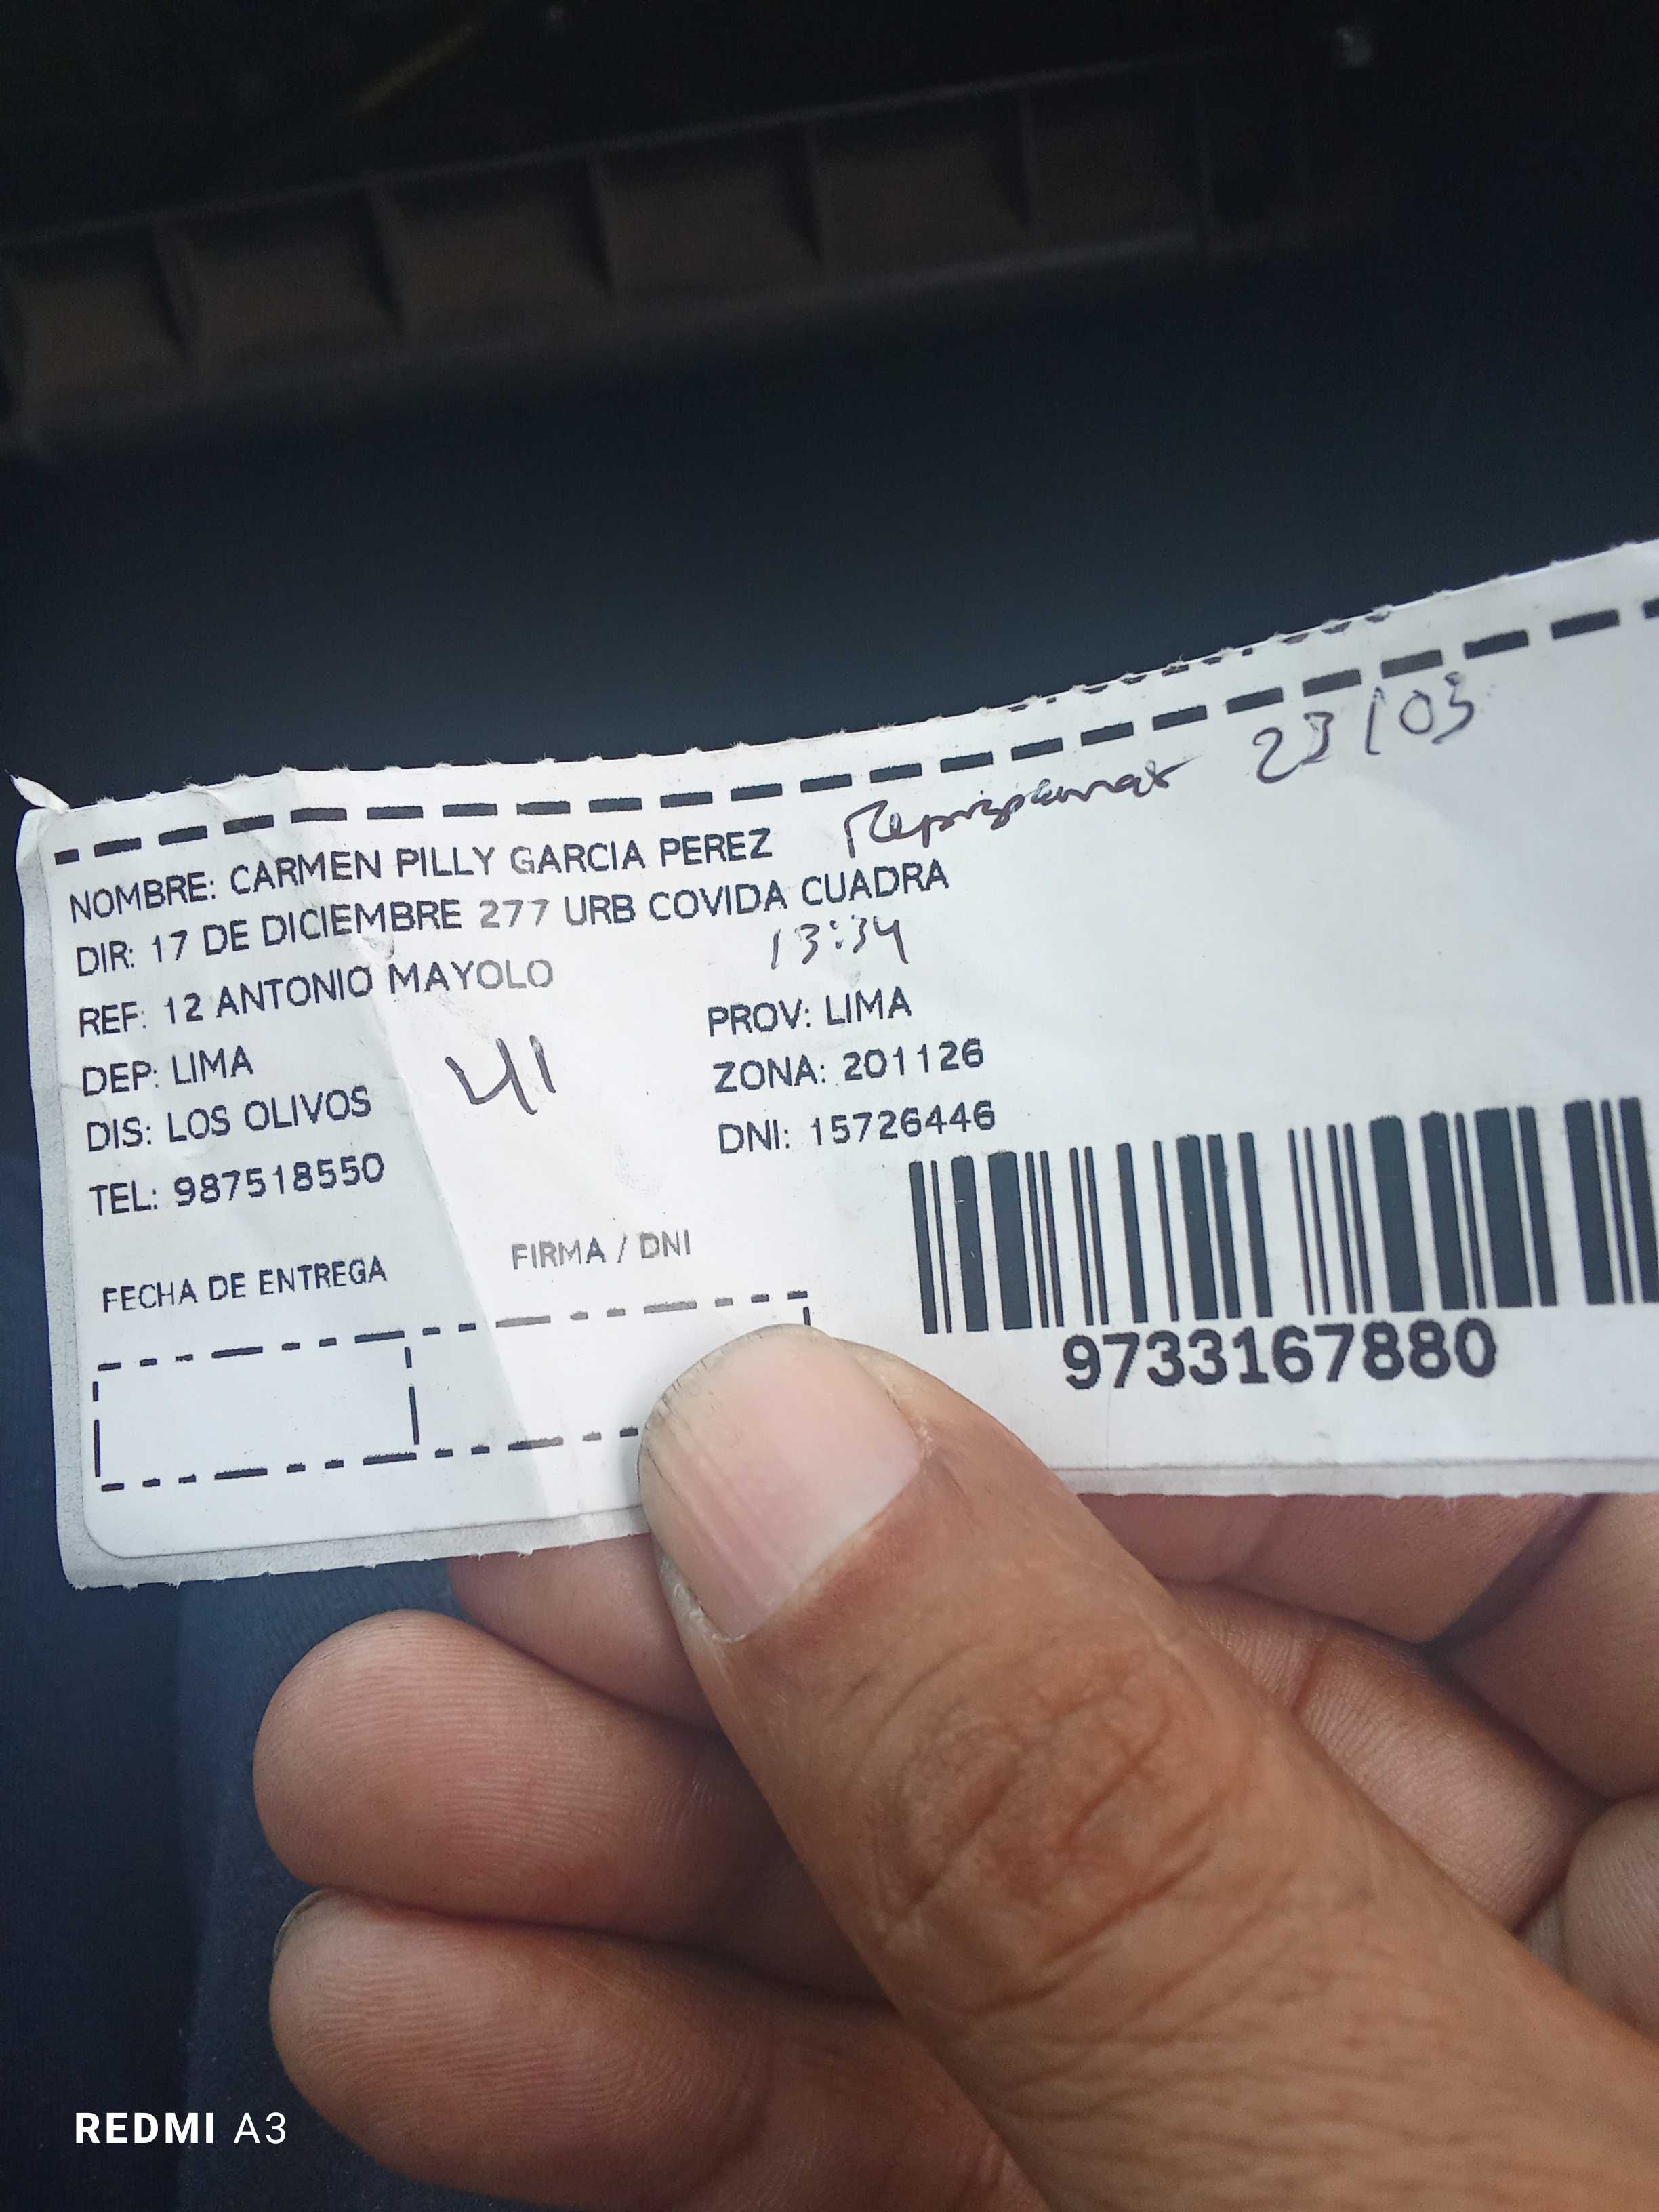 Reprogramar 23/05
NOMBRE: CARMEN PILLY GARCIA PEREZ
DIR: 17 DE DICIEMBRE 277 URB COVIDA CUADRA
13:34
REF: 12 ANTONIO MAYOLO
DEP: LIMA
PROV: LIMA
41
ZONA: 201126
DIS: LOS OLIVOS
DNI: 15726446
TEL: 987518550
FECHA DE ENTREGA
FIRMA / DNI
9733167880
REDMI A3